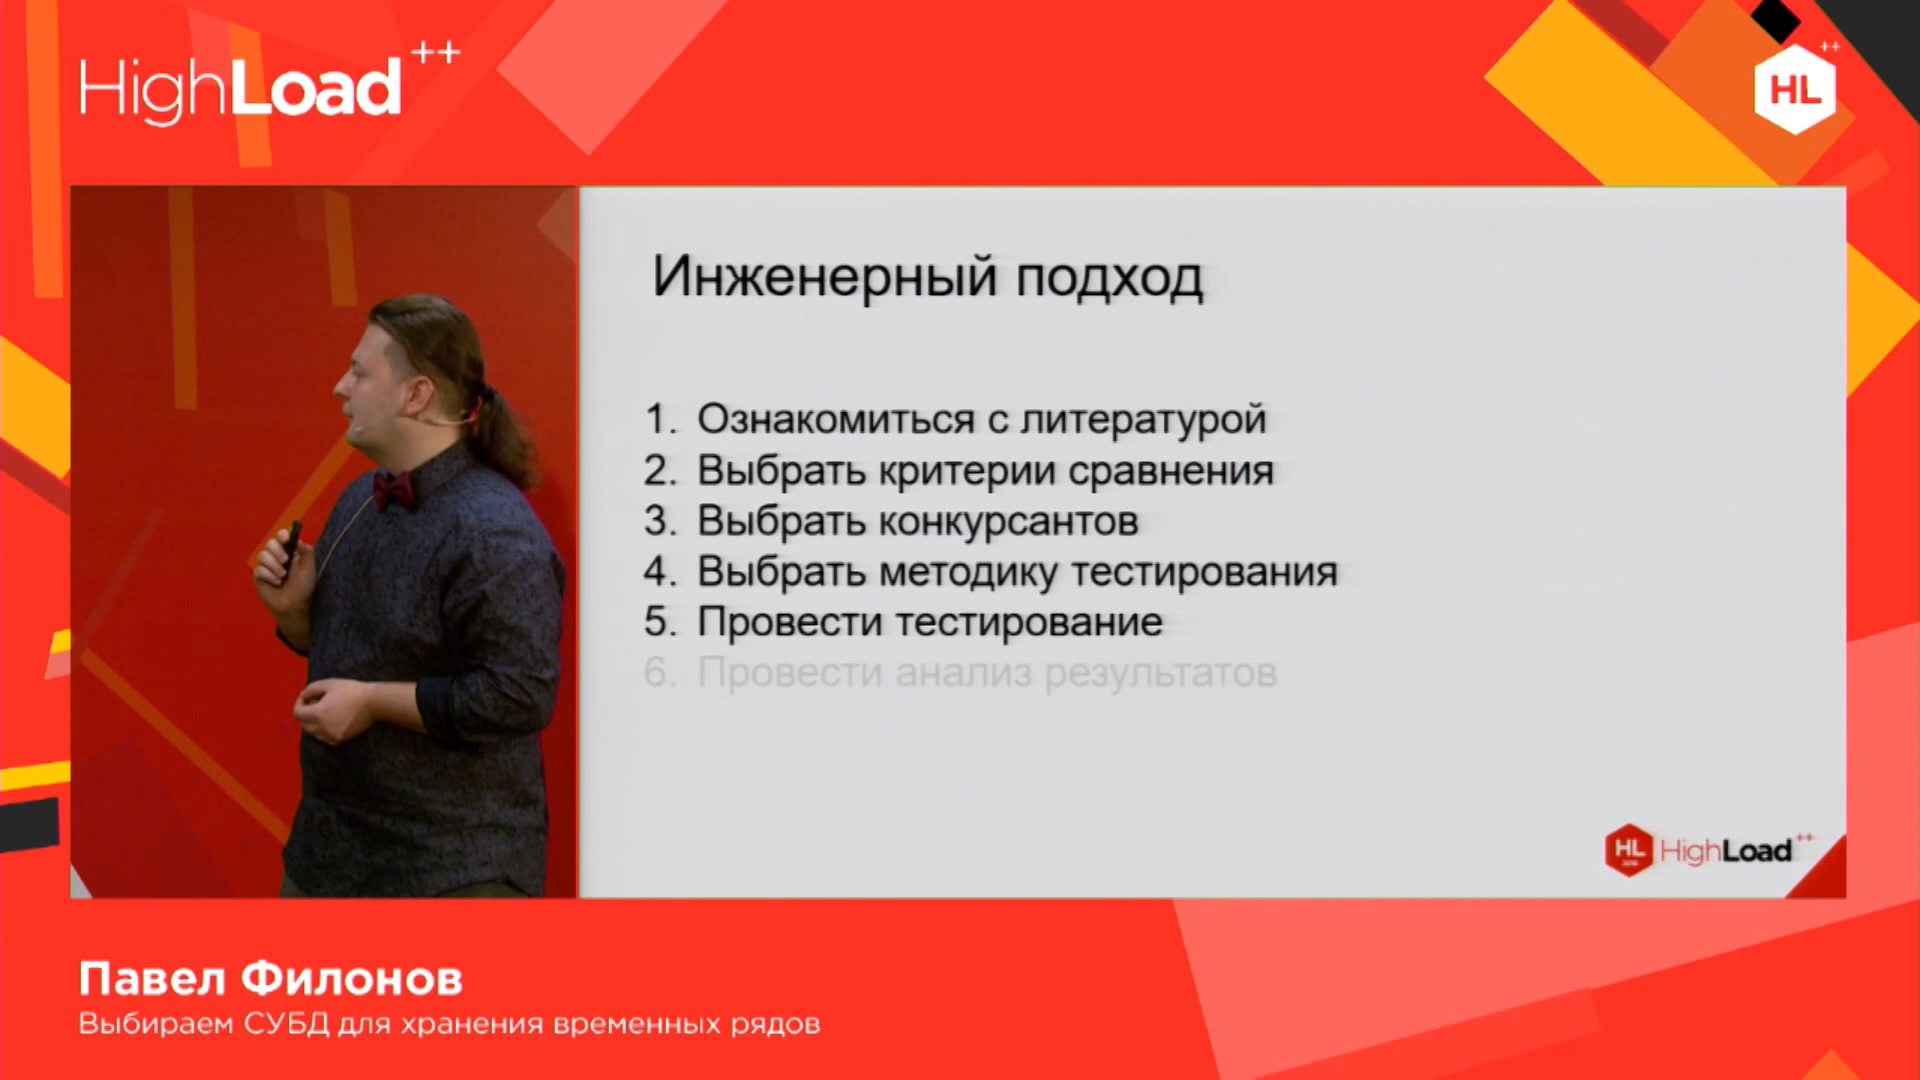 HighLoad++
HL++
Инженерный подход
1. Ознакомиться с литературой
2. Выбрать критерии сравнения
3. Выбрать конкурсантов
4. Выбрать методику тестирования
5. Провести тестирование
6. Провести анализ результатов
HL HighLoad++
Павел Филонов
Выбираем СУБД для хранения временных рядов